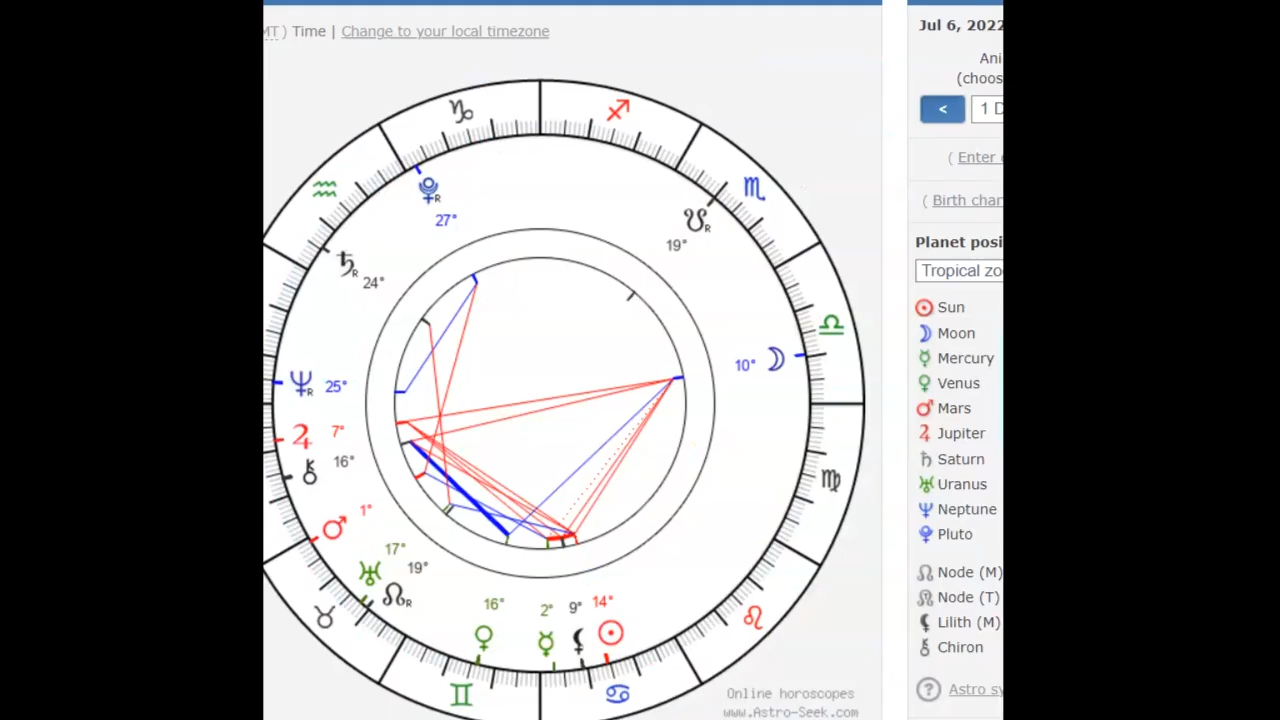 MT) Time | Change to your local timezone
Jul 6, 2022
Ani
(choos
< 1 D
( Enter
( Birth char
Planet posi
Tropical zo
Sun
Moon
Mercury
Venus
Mars
Jupiter
Saturn
Uranus
Neptune
Pluto
Node (M)
Node (T)
Lilith (M)
Chiron
Astro sy
R
27°
R
19°
R
24°
10°
R
25°
7°
16°
1°
17°
19°
R
16°
2°
9°
14°
Online horoscopes
www.Astro-Seek.com